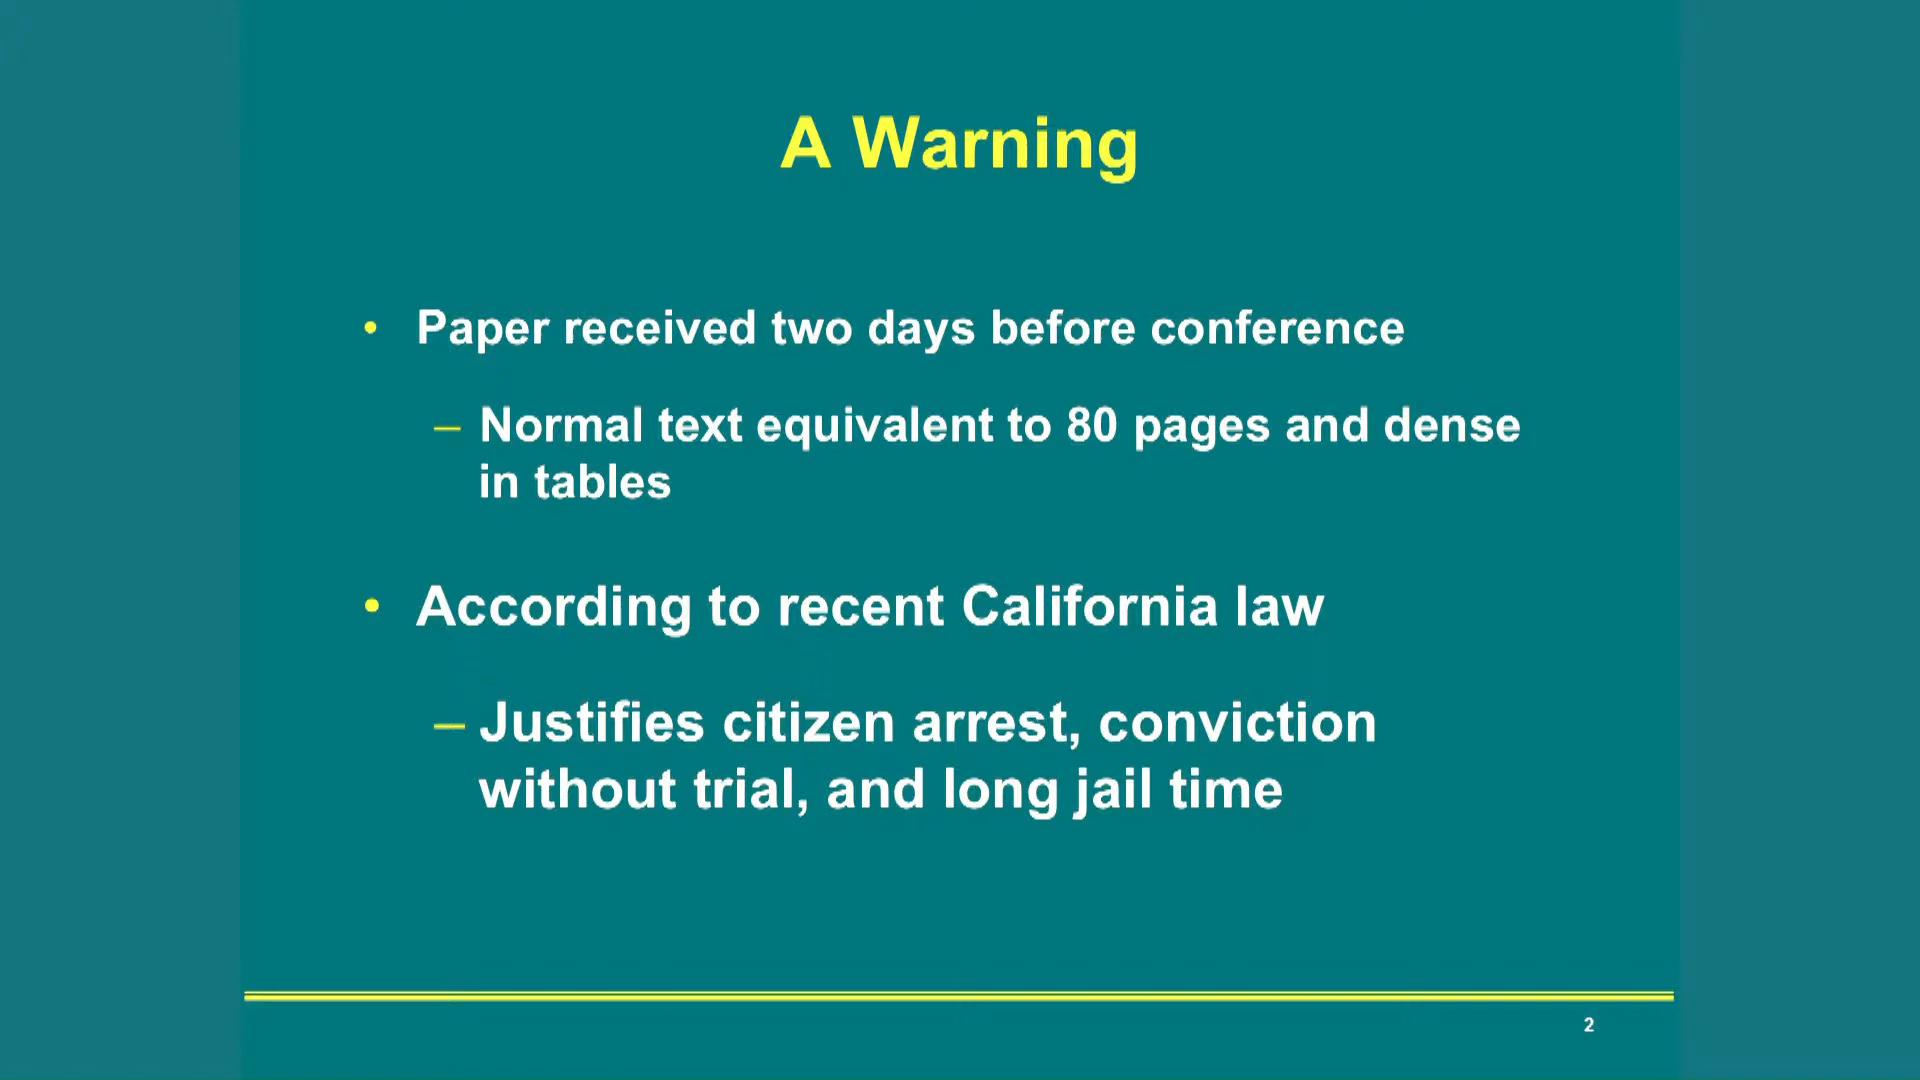 A Warning
• Paper received two days before conference
– Normal text equivalent to 80 pages and dense
in tables
• According to recent California law
– Justifies citizen arrest, conviction
without trial, and long jail time
2